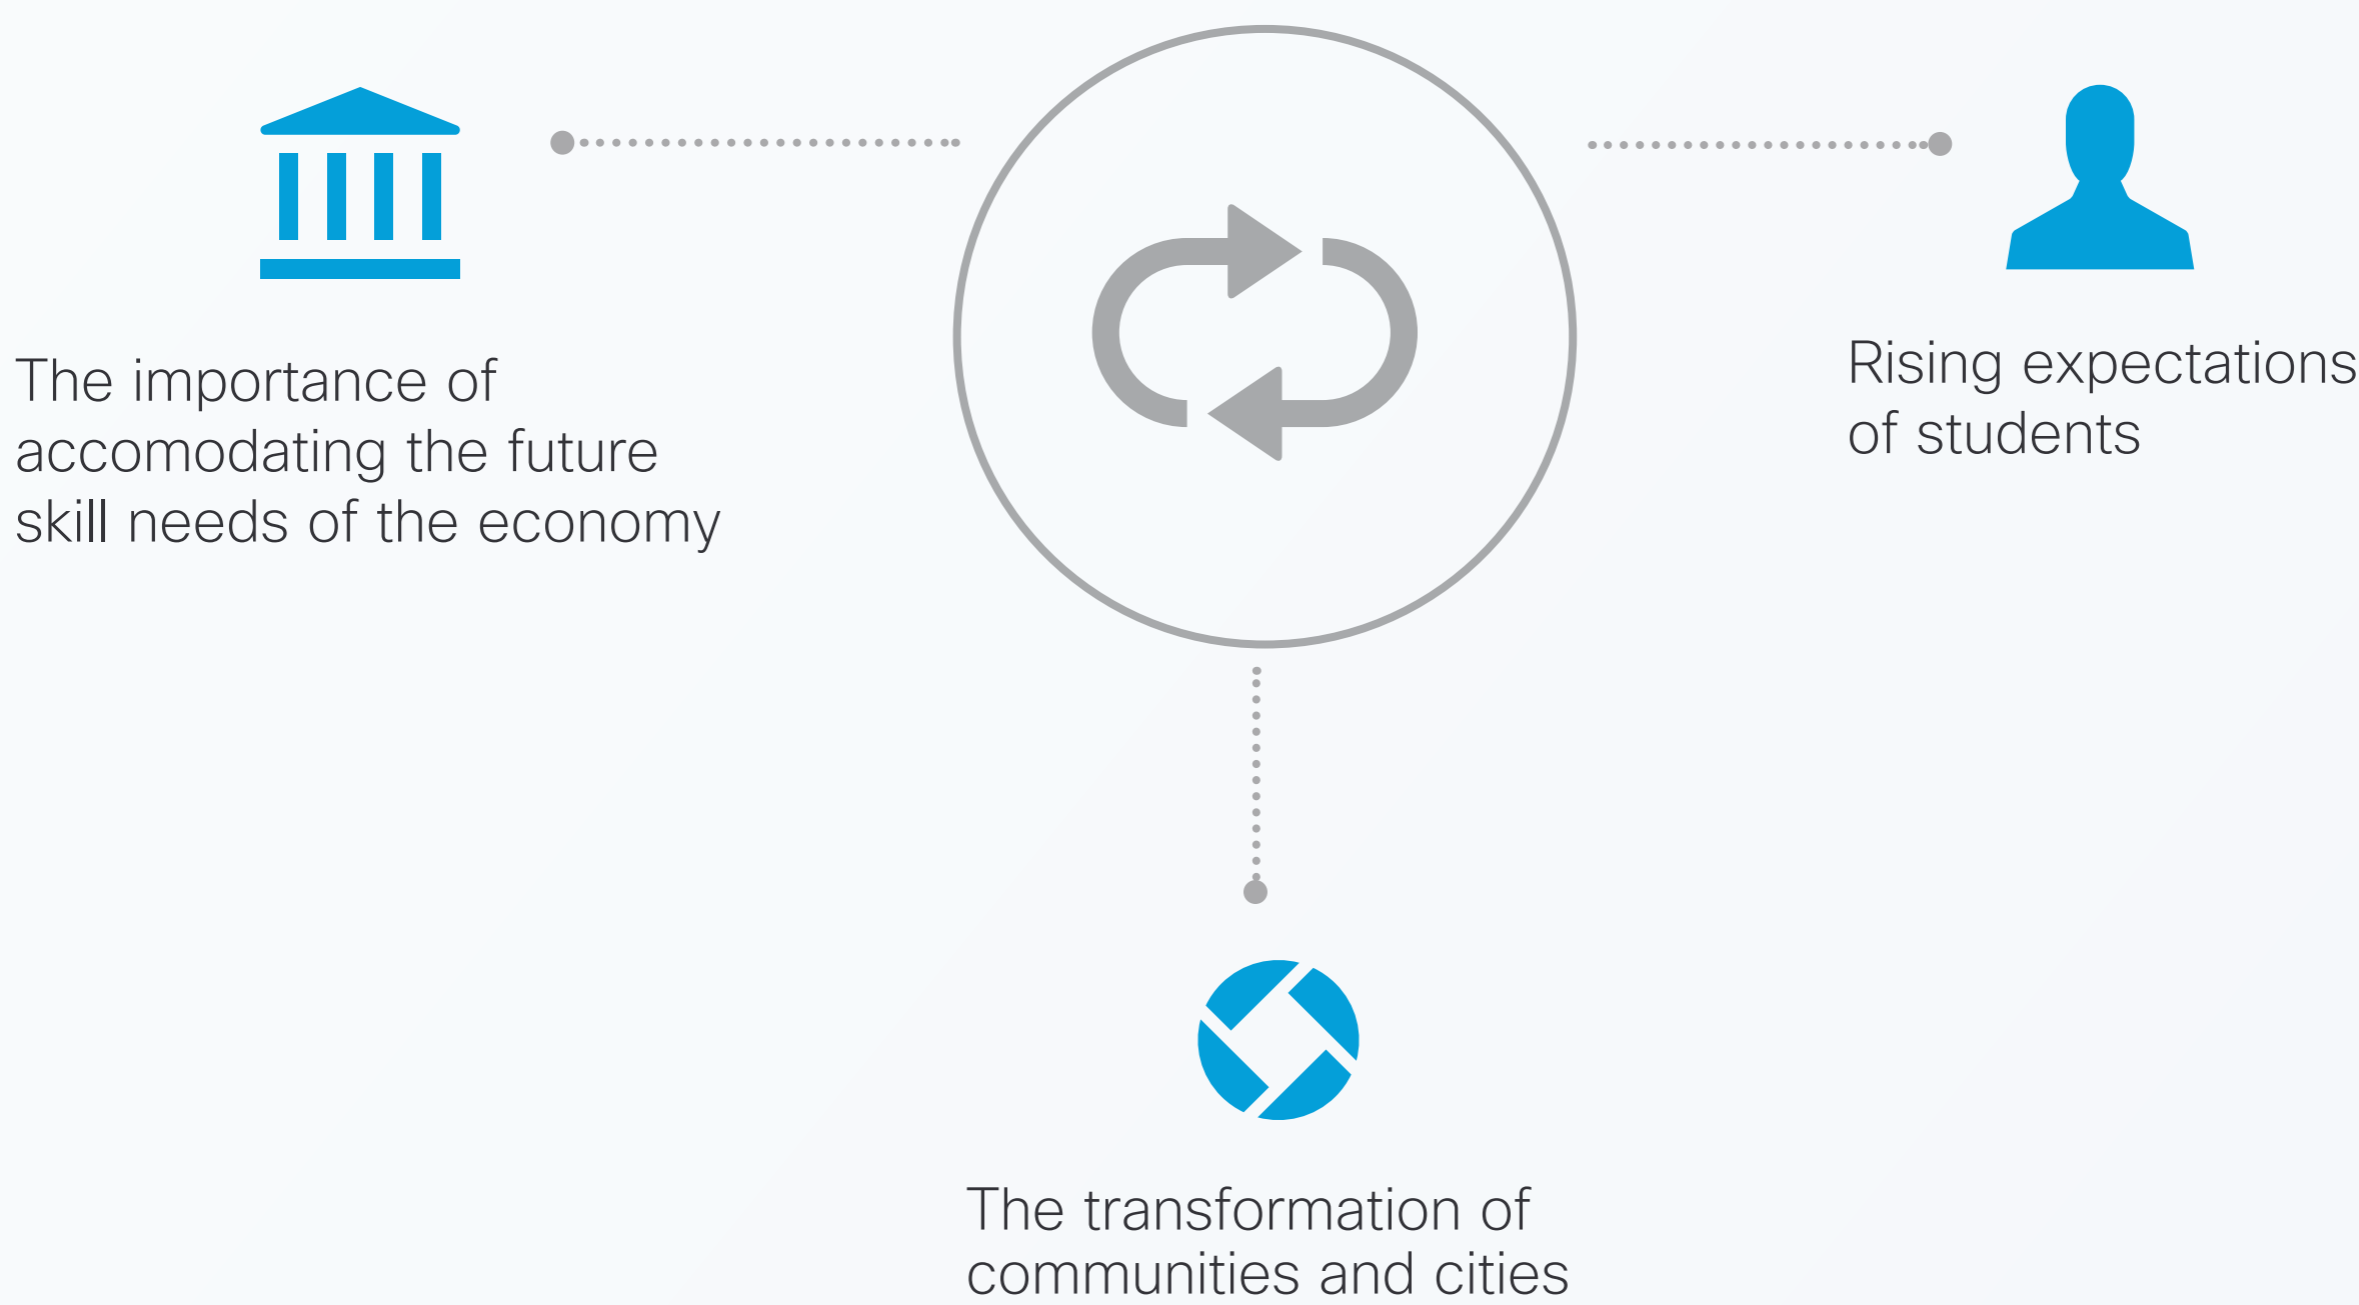 The importance of
accomodating the future
skill needs of the economy
Rising expectations
of students
The transformation of
communities and cities